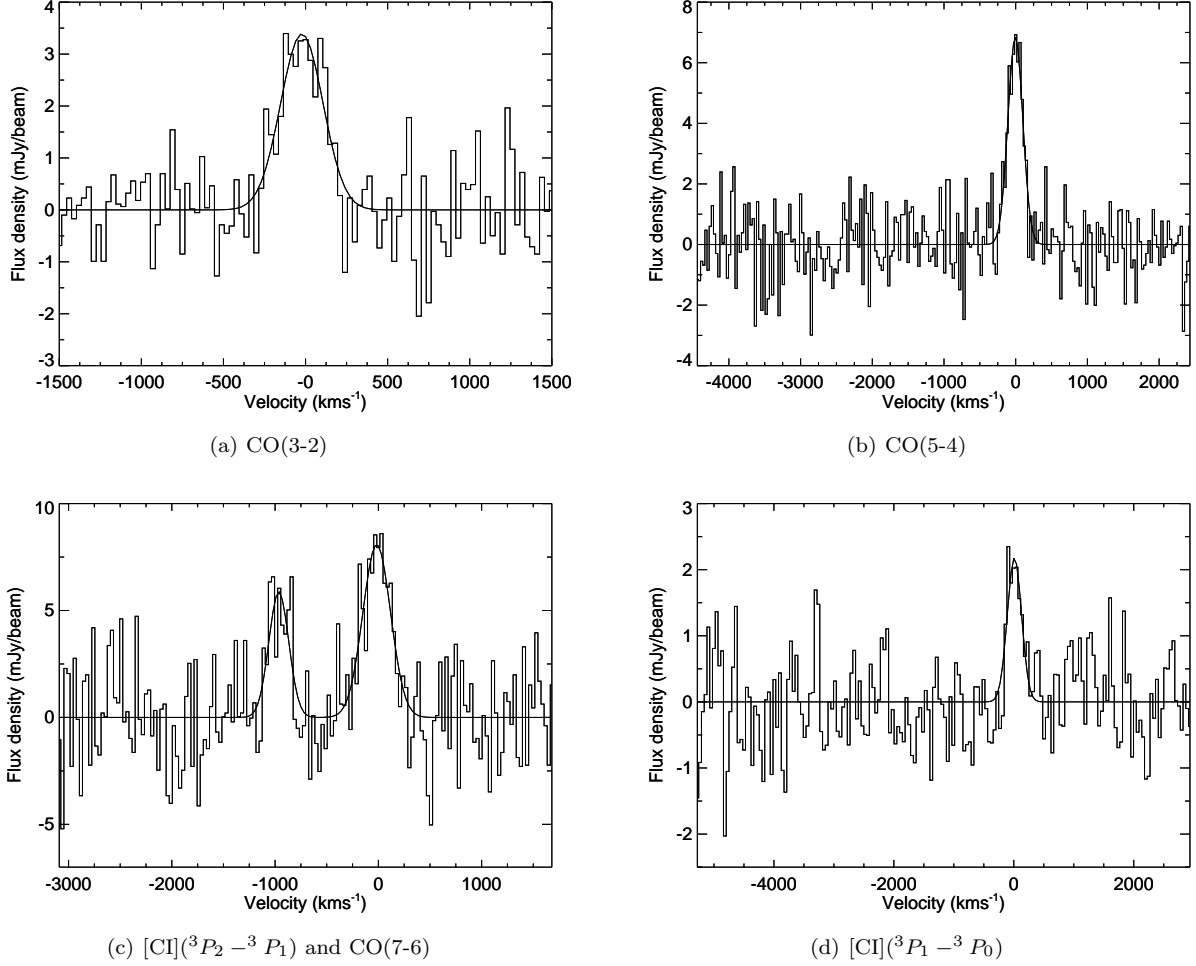 4
3
2
1
0
-1
-2
-3
Flux density (mJy/beam)
-1500 -1000 -500 -0 500 1000 1500
Velocity (kms⁻¹)
(a) CO(3-2)
8
6
4
2
0
-2
-4
Flux density (mJy/beam)
-4000 -3000 -2000 -1000 0 1000 2000
Velocity (kms⁻¹)
(b) CO(5-4)
10
5
0
-5
Flux density (mJy/beam)
-3000 -2000 -1000 0 1000
Velocity (kms⁻¹)
(c) [CI](³P₂ −³ P₁) and CO(7-6)
3
2
1
0
-1
-2
Flux density (mJy/beam)
-4000 -2000 0 2000
Velocity (kms⁻¹)
(d) [CI](³P₁ −³ P₀)